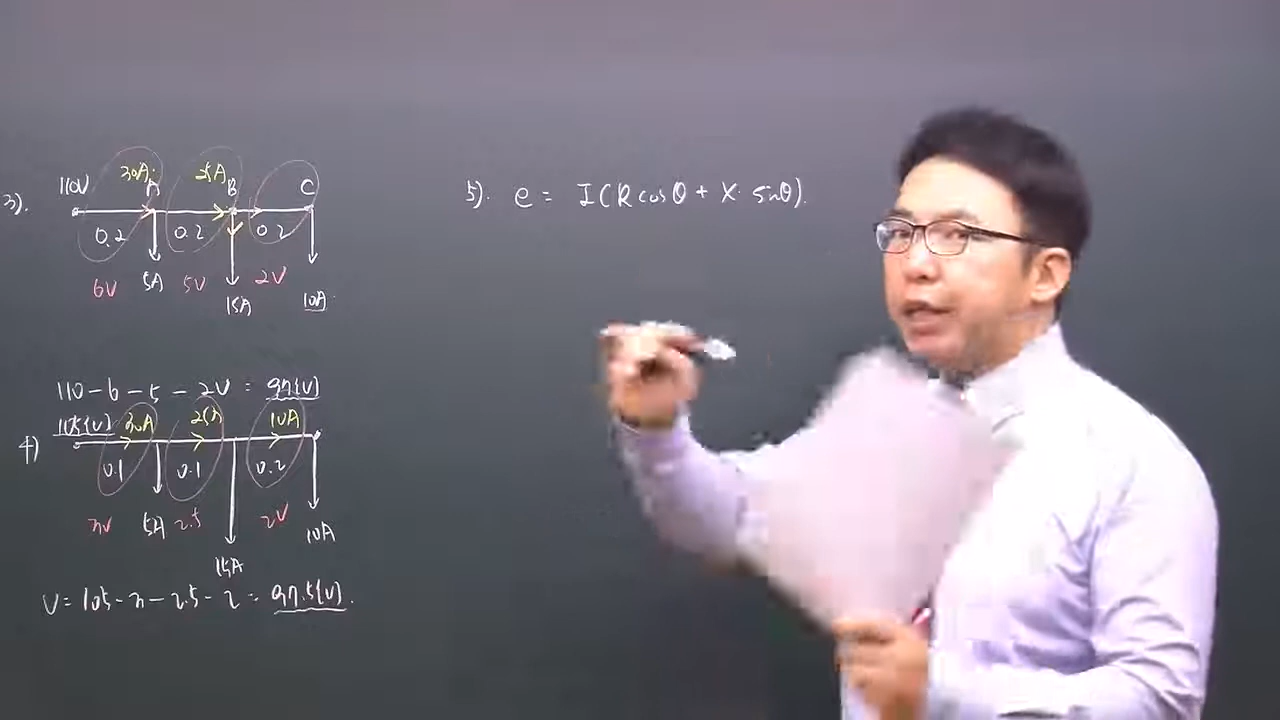 3).
110V 30A A 25A B C
0.2 0.2 0.2
6V 5A 5V 15A 2V 10A
110 - 6 - 5 - 2V = 97(V)
4)
105(V) 30A 25A 10A
0.1 0.1 0.2
3V 5A 2.5 15A 2V 10A
V = 105 - 3 - 2.5 - 2 = 97.5(V).
5). e = I(R cosθ + X· sinθ).